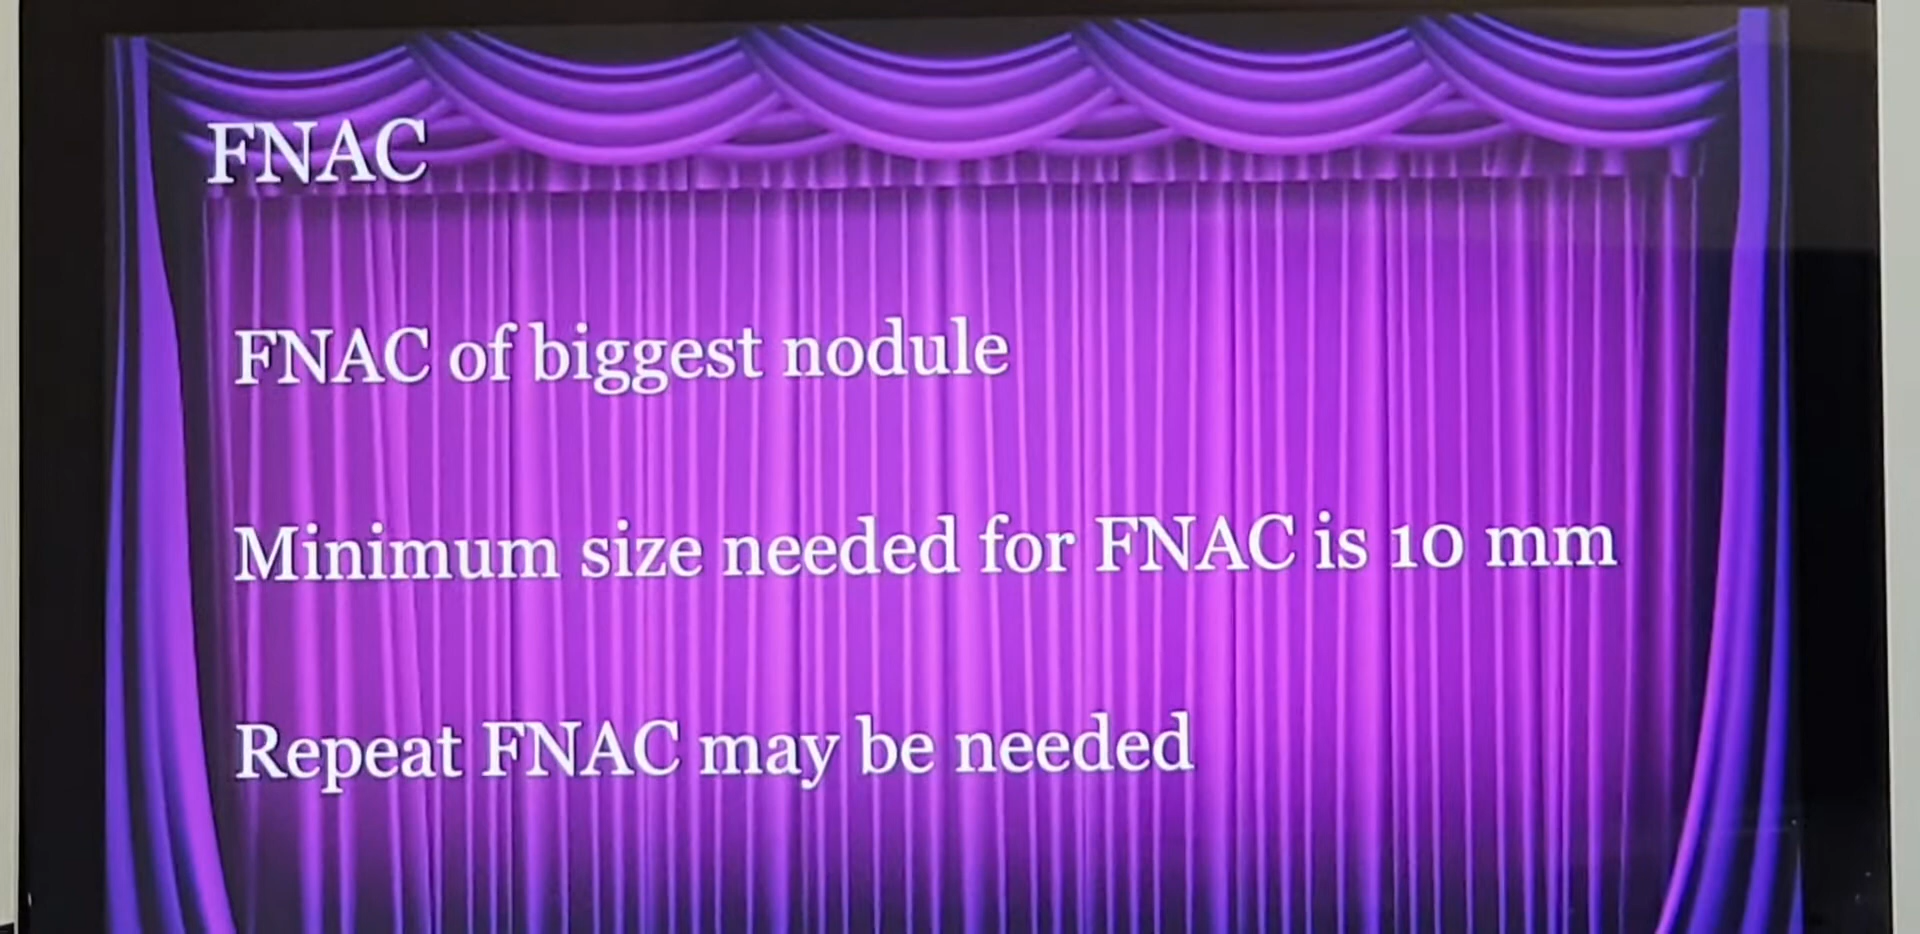 FNAC
FNAC of biggest nodule
Minimum size needed for FNAC is 10 mm
Repeat FNAC may be needed